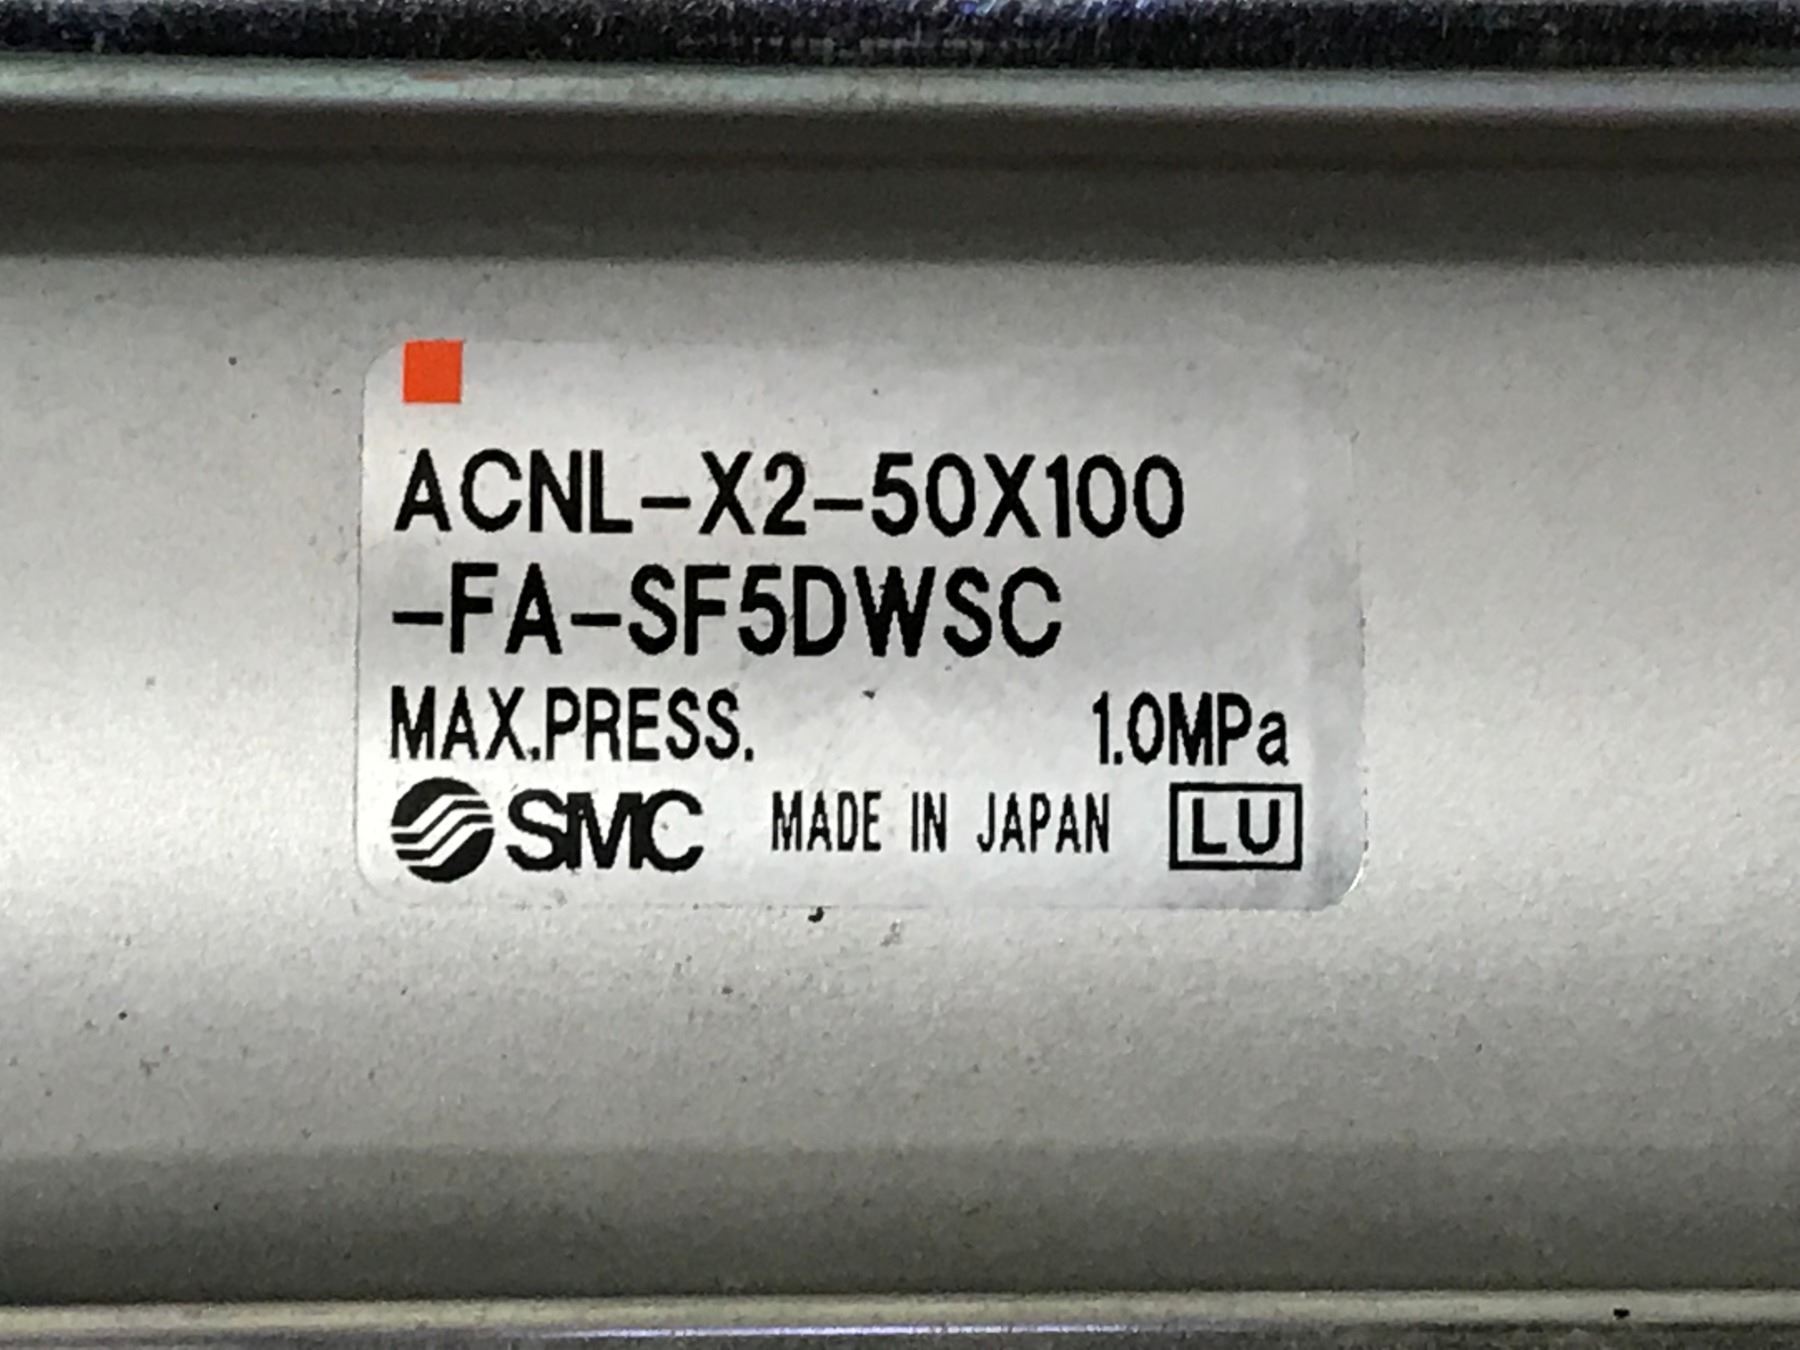 ACNL-X2-50X100
-FA-SF5DWSC
MAX.PRESS. 1.0MPa
SMC MADE IN JAPAN LU